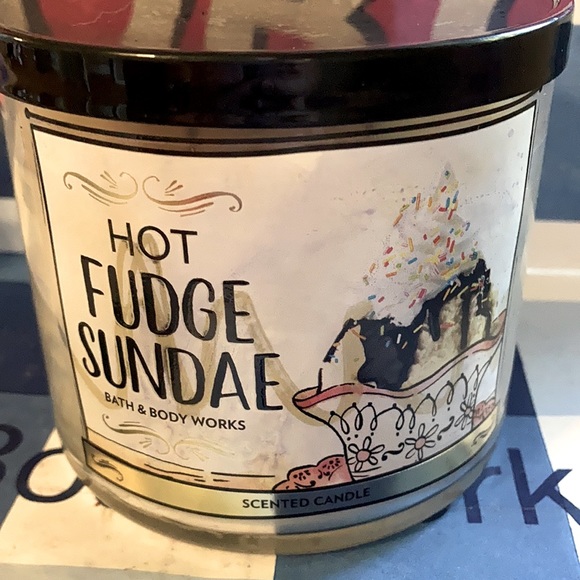 HOT
FUDGE
SUNDAE
BATH & BODY WORKS
SCENTED CANDLE